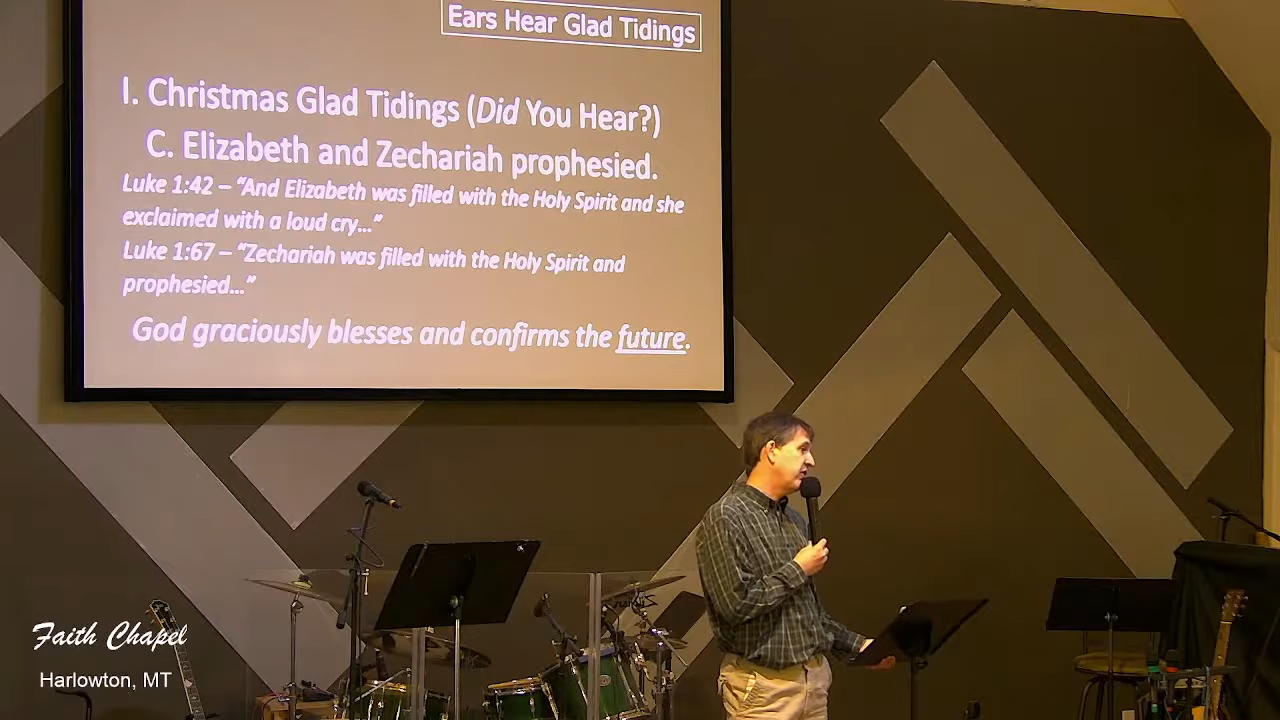 Ears Hear Glad Tidings
I. Christmas Glad Tidings (Did You Hear?)
C. Elizabeth and Zechariah prophesied.
Luke 1:42 – “And Elizabeth was filled with the Holy Spirit and she
exclaimed with a loud cry...”
Luke 1:67 – “Zechariah was filled with the Holy Spirit and
prophesied...”
God graciously blesses and confirms the future.
Faith Chapel
Harlowton, MT